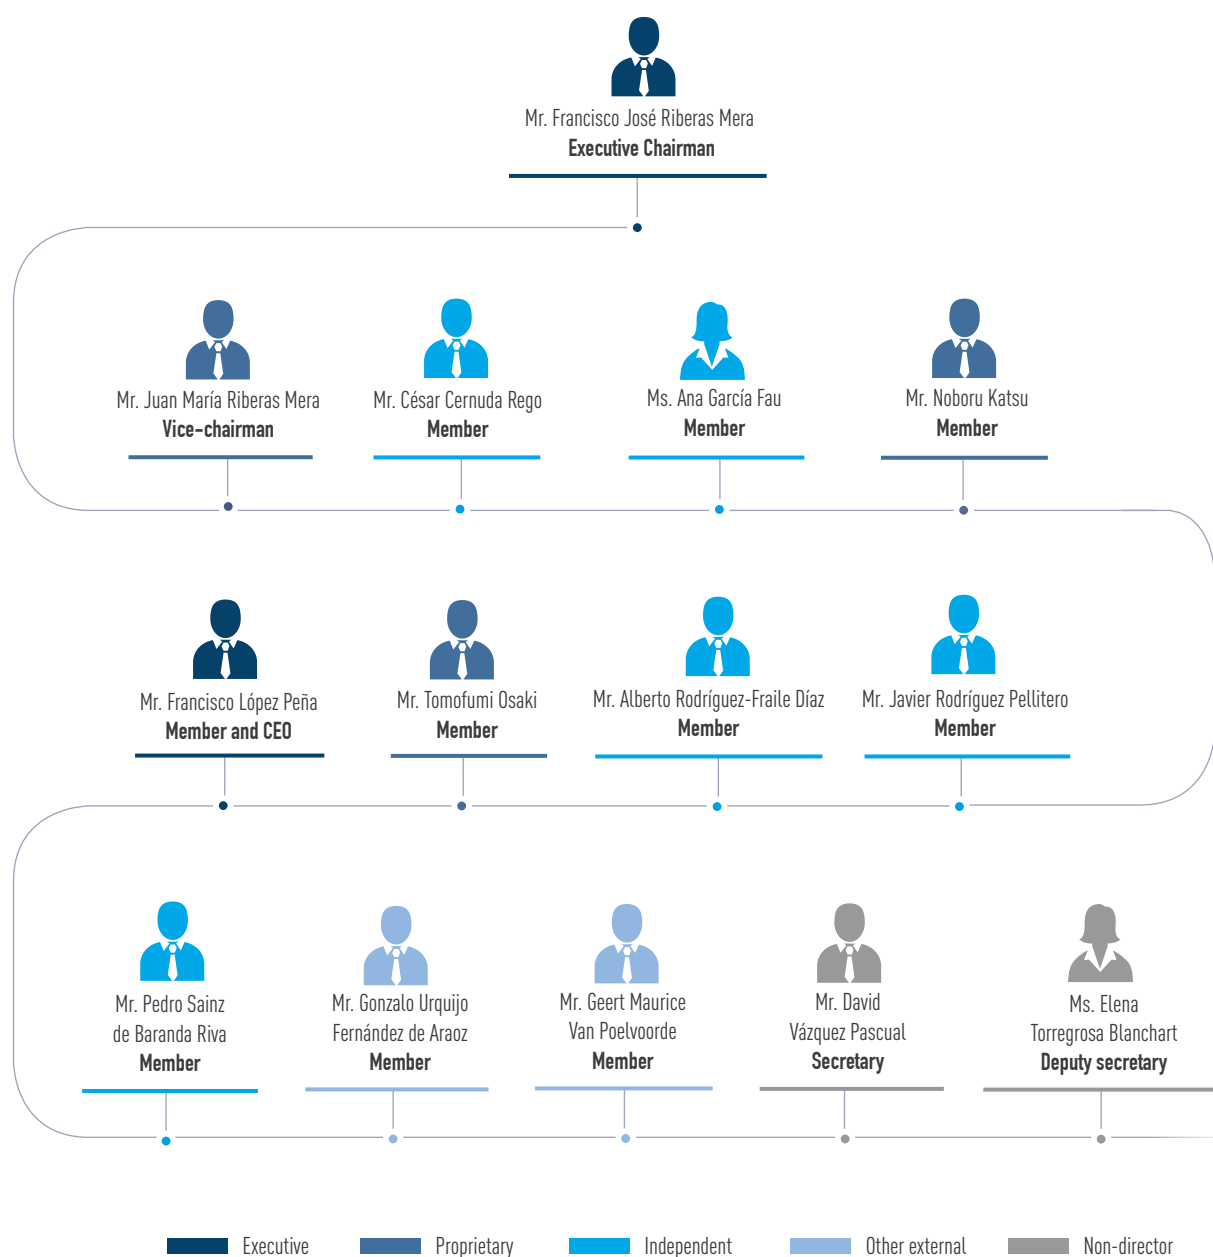 Mr. Francisco José Riberas Mera
Executive Chairman
Mr. Juan María Riberas Mera
Vice-chairman
Mr. César Cernuda Rego
Member
Ms. Ana García Fau
Member
Mr. Noboru Katsu
Member
Mr. Francisco López Peña
Member and CEO
Mr. Tomofumi Osaki
Member
Mr. Alberto Rodríguez-Fraile Díaz
Member
Mr. Javier Rodríguez Pellitero
Member
Mr. Pedro Sainz
de Baranda Riva
Member
Mr. Gonzalo Urquijo
Fernández de Araoz
Member
Mr. Geert Maurice
Van Poelvoorde
Member
Mr. David
Vázquez Pascual
Secretary
Ms. Elena
Torregrosa Blanchart
Deputy secretary
Executive
Proprietary
Independent
Other external
Non-director